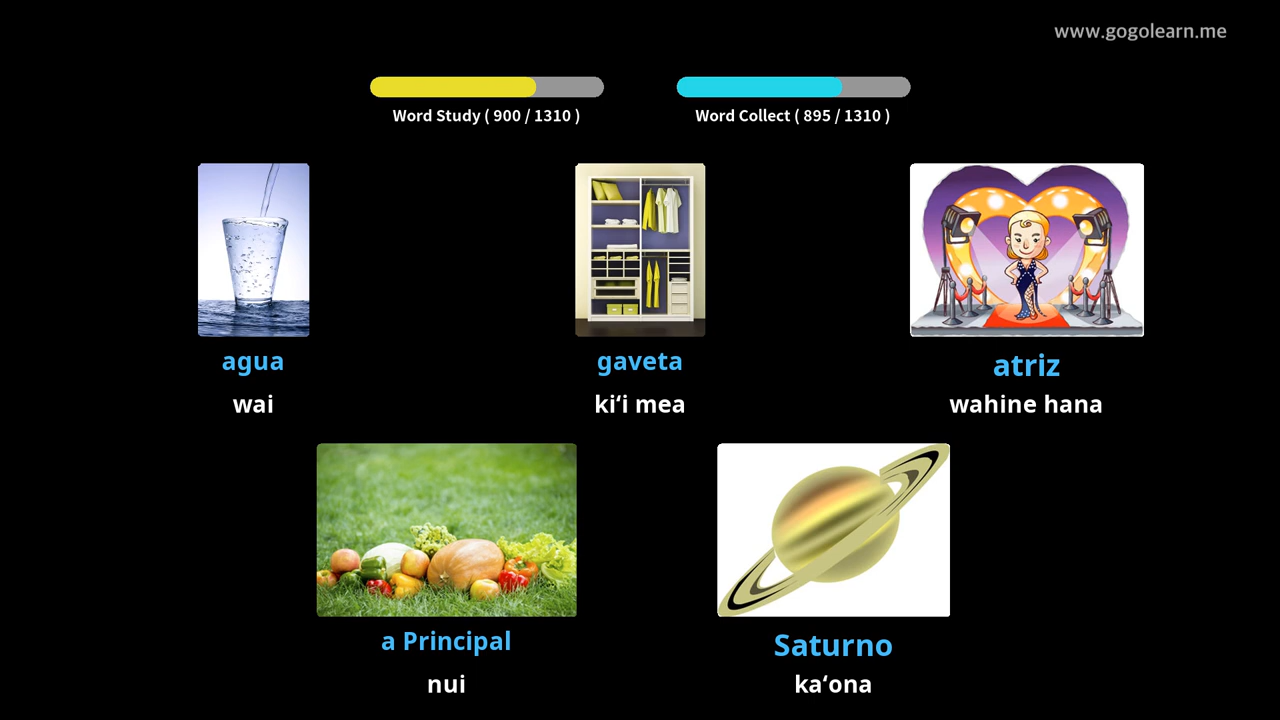 www.gogolearn.me
Word Study ( 900 / 1310 )
Word Collect ( 895 / 1310 )
agua
gaveta
atriz
wai
kiʻi mea
wahine hana
a Principal
Saturno
nui
kaʻona